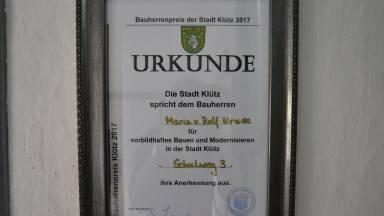 Bauherrenpreis der Stadt Klütz 2017
URKUNDE
Die Stadt Klütz
spricht dem Bauherren
Maria u. Rolf Kruse
für
vorbildhaftes Bauen und Modernisieren
in der Stadt Klütz
Schulweg 3
ihre Anerkennung aus.
Bauherrenpreis Klütz 2017